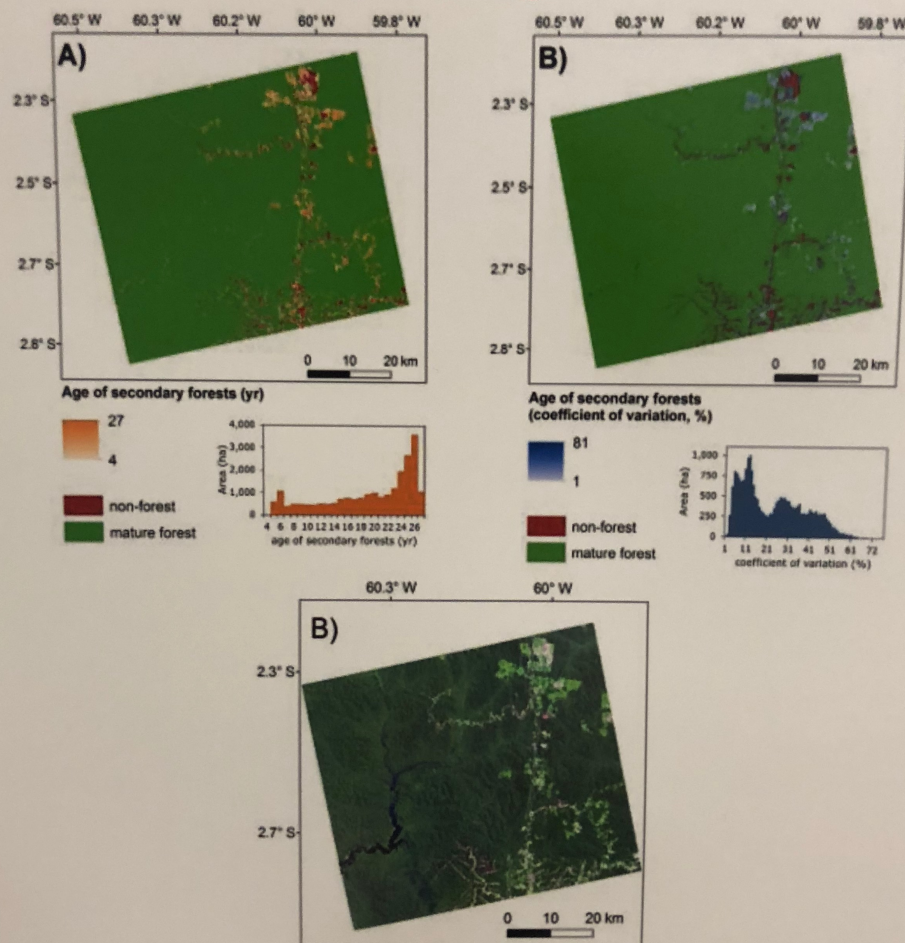 60.5° W 60.3° W 60.2° W 60° W 59.8° W
A)
2.3° S
2.5° S
2.7° S
2.8° S
0 10 20 km
Age of secondary forests (yr)
27
4
non-forest
mature forest
Area (ha)
4,000
3,000
2,000
1,000
0
4 6 8 10 12 14 16 18 20 22 24 26
age of secondary forests (yr)
60.5° W 60.3° W 60.2° W 60° W 59.8° W
B)
2.3° S
2.5° S
2.7° S
2.8° S
0 10 20 km
Age of secondary forests
(coefficient of variation, %)
81
1
non-forest
mature forest
Area (ha)
1,000
750
500
250
0
1 11 21 31 41 51 61 72
coefficient of variation (%)
60.3° W 60° W
B)
2.3° S
2.7° S
0 10 20 km